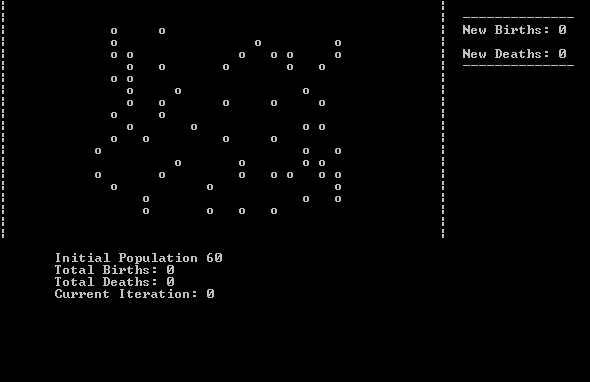 New Births: 0
New Deaths: 0
Initial Population 60
Total Births: 0
Total Deaths: 0
Current Iteration: 0